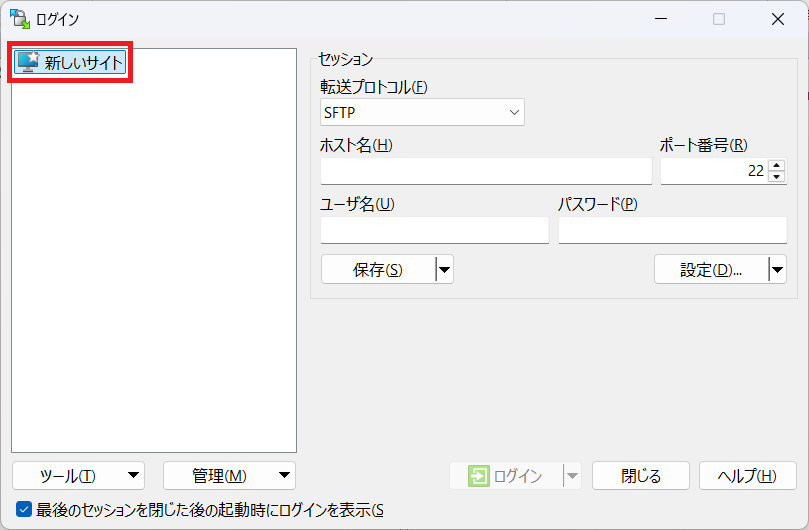 ログイン
新しいサイト
セッション
転送プロトコル(F)
SFTP
ホスト名(H) ポート番号(R)
22
ユーザ名(U) パスワード(P)
保存(S) 設定(D)...
ツール(T) 管理(M) ログイン 閉じる ヘルプ(H)
最後のセッションを閉じた後の起動時にログインを表示(S